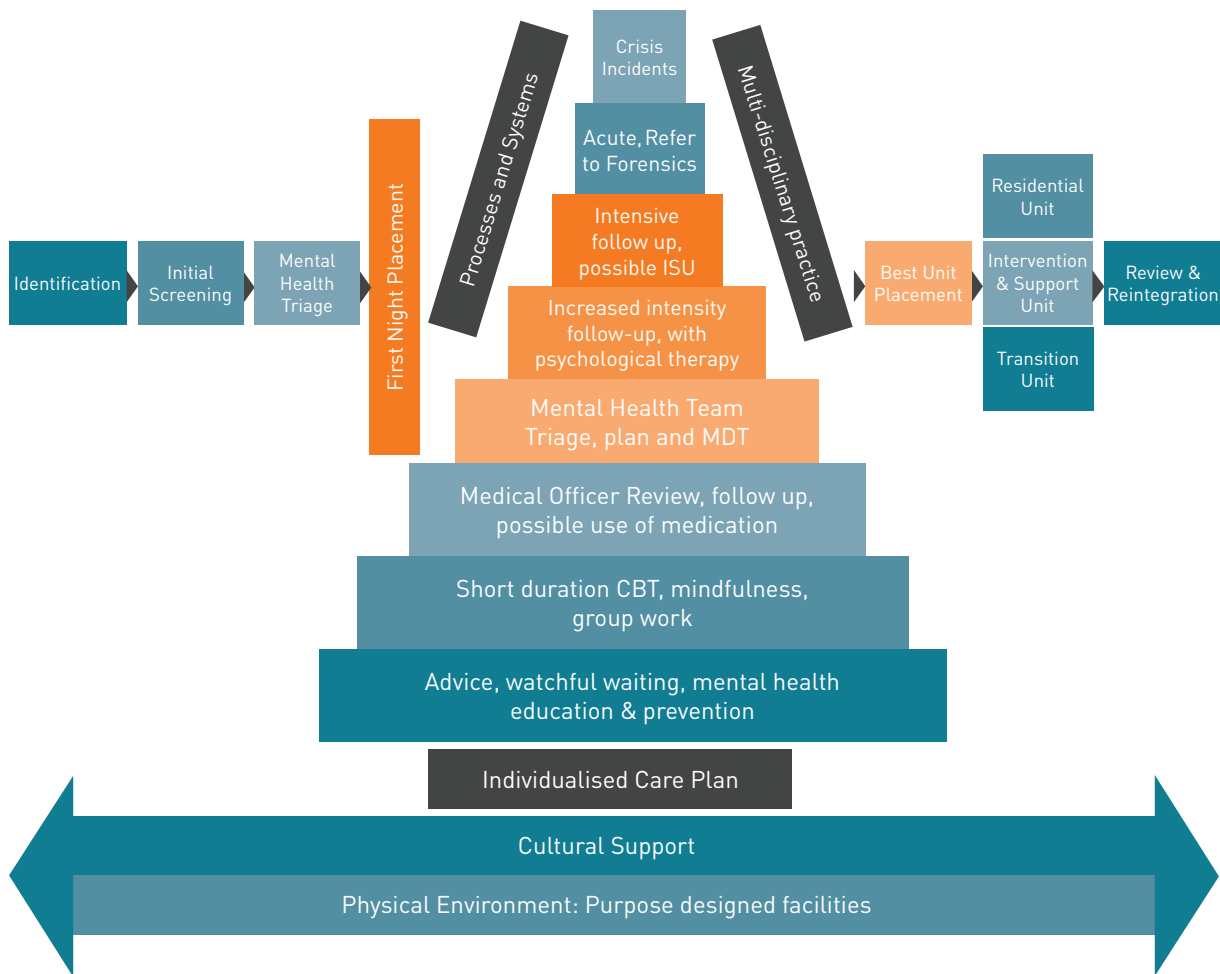 Identification
Initial
Screening
Mental
Health
Triage
First Night Placement
Processes and Systems
Crisis
Incidents
Acute, Refer
to Forensics
Intensive
follow up,
possible ISU
Increased intensity
follow-up, with
psychological therapy
Mental Health Team
Triage, plan and MDT
Medical Officer Review, follow up,
possible use of medication
Short duration CBT, mindfulness,
group work
Advice, watchful waiting, mental health
education & prevention
Multi-disciplinary practice
Best Unit
Placement
Residential
Unit
Intervention
& Support
Unit
Transition
Unit
Review &
Reintegration
Individualised Care Plan
Cultural Support
Physical Environment: Purpose designed facilities